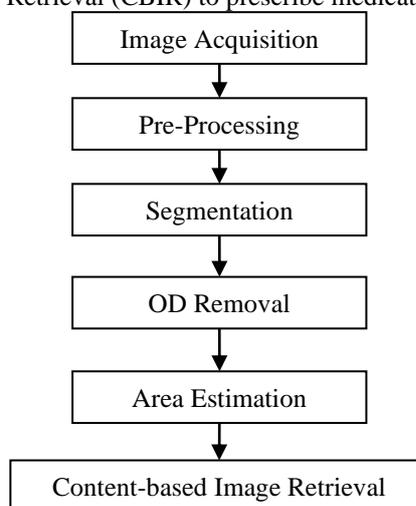 Retrieval (CBIR) to prescribe medicat
Image Acquisition
Pre-Processing
Segmentation
OD Removal
Area Estimation
Content-based Image Retrieval